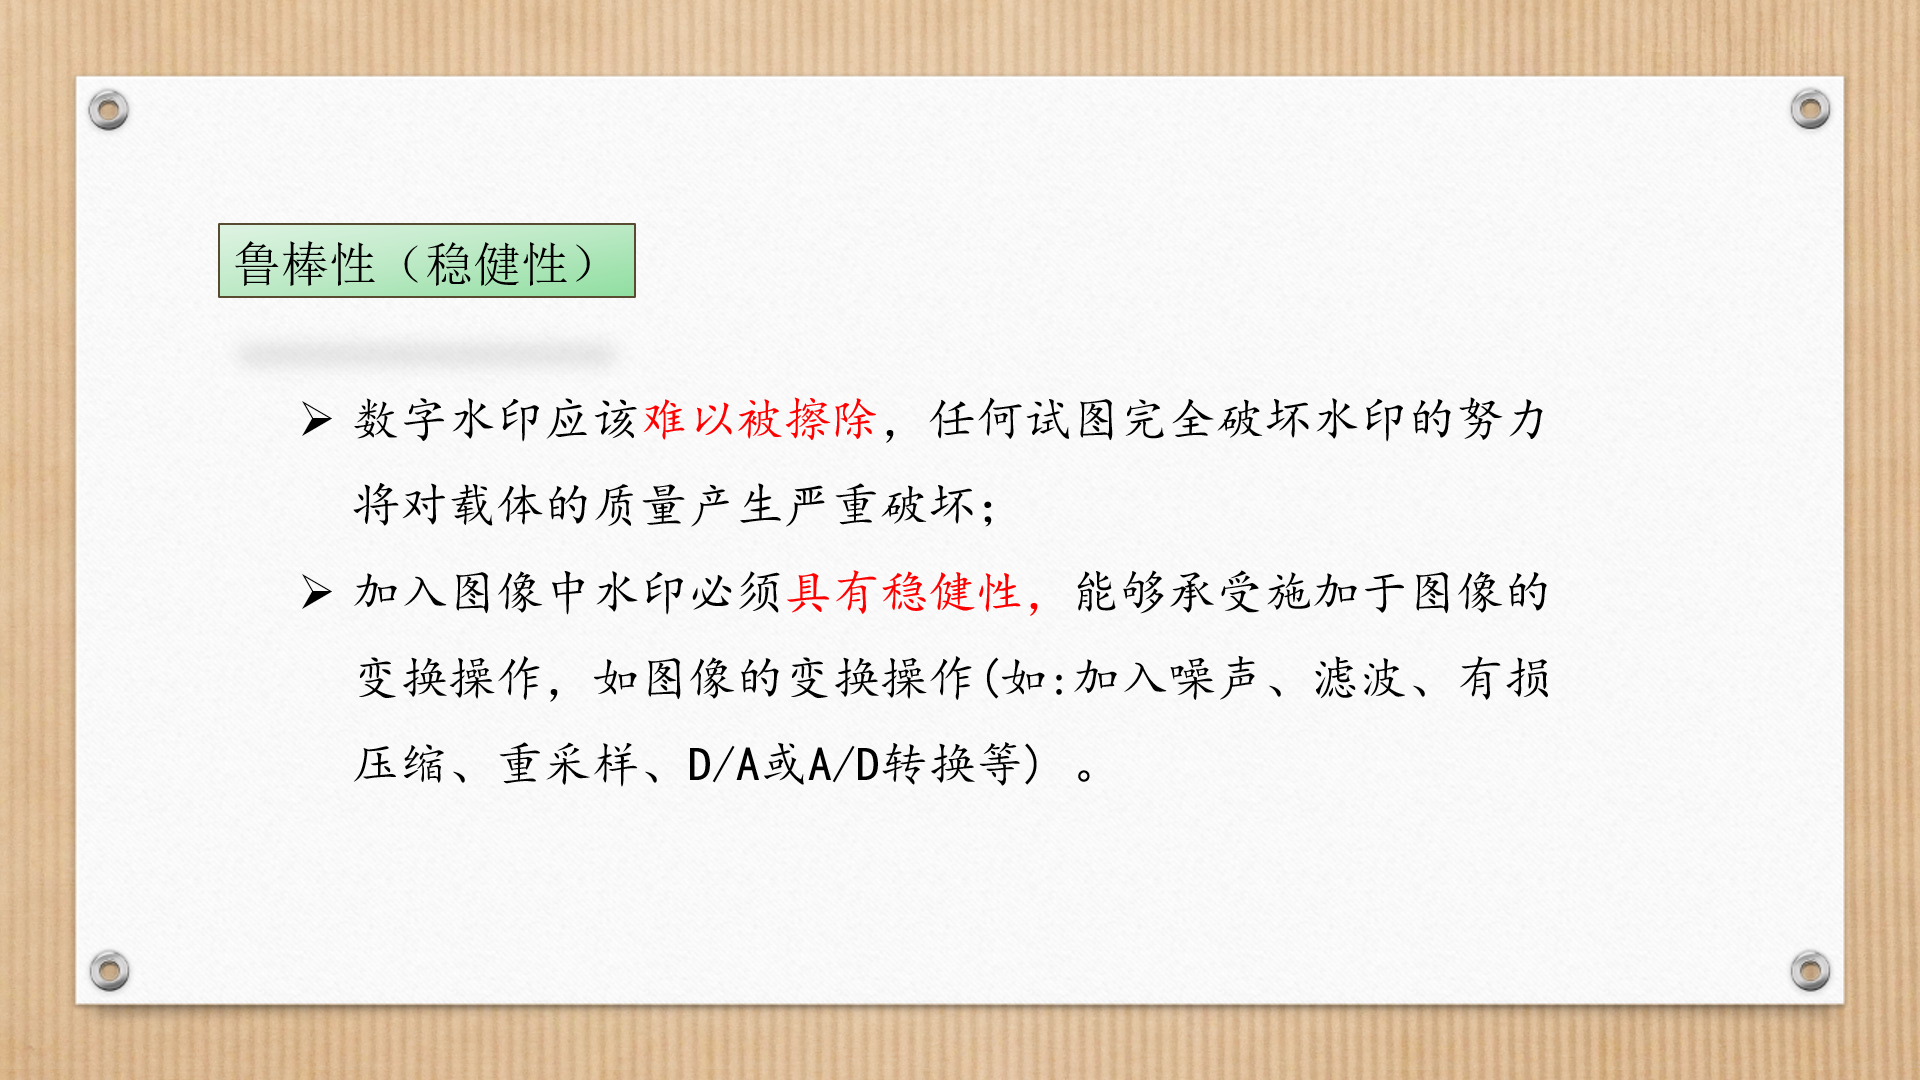 鲁棒性（稳健性）
➢ 数字水印应该难以被擦除，任何试图完全破坏水印的努力
将对载体的质量产生严重破坏；
➢ 加入图像中水印必须具有稳健性，能够承受施加于图像的
变换操作，如图像的变换操作(如:加入噪声、滤波、有损
压缩、重采样、D/A或A/D转换等) 。